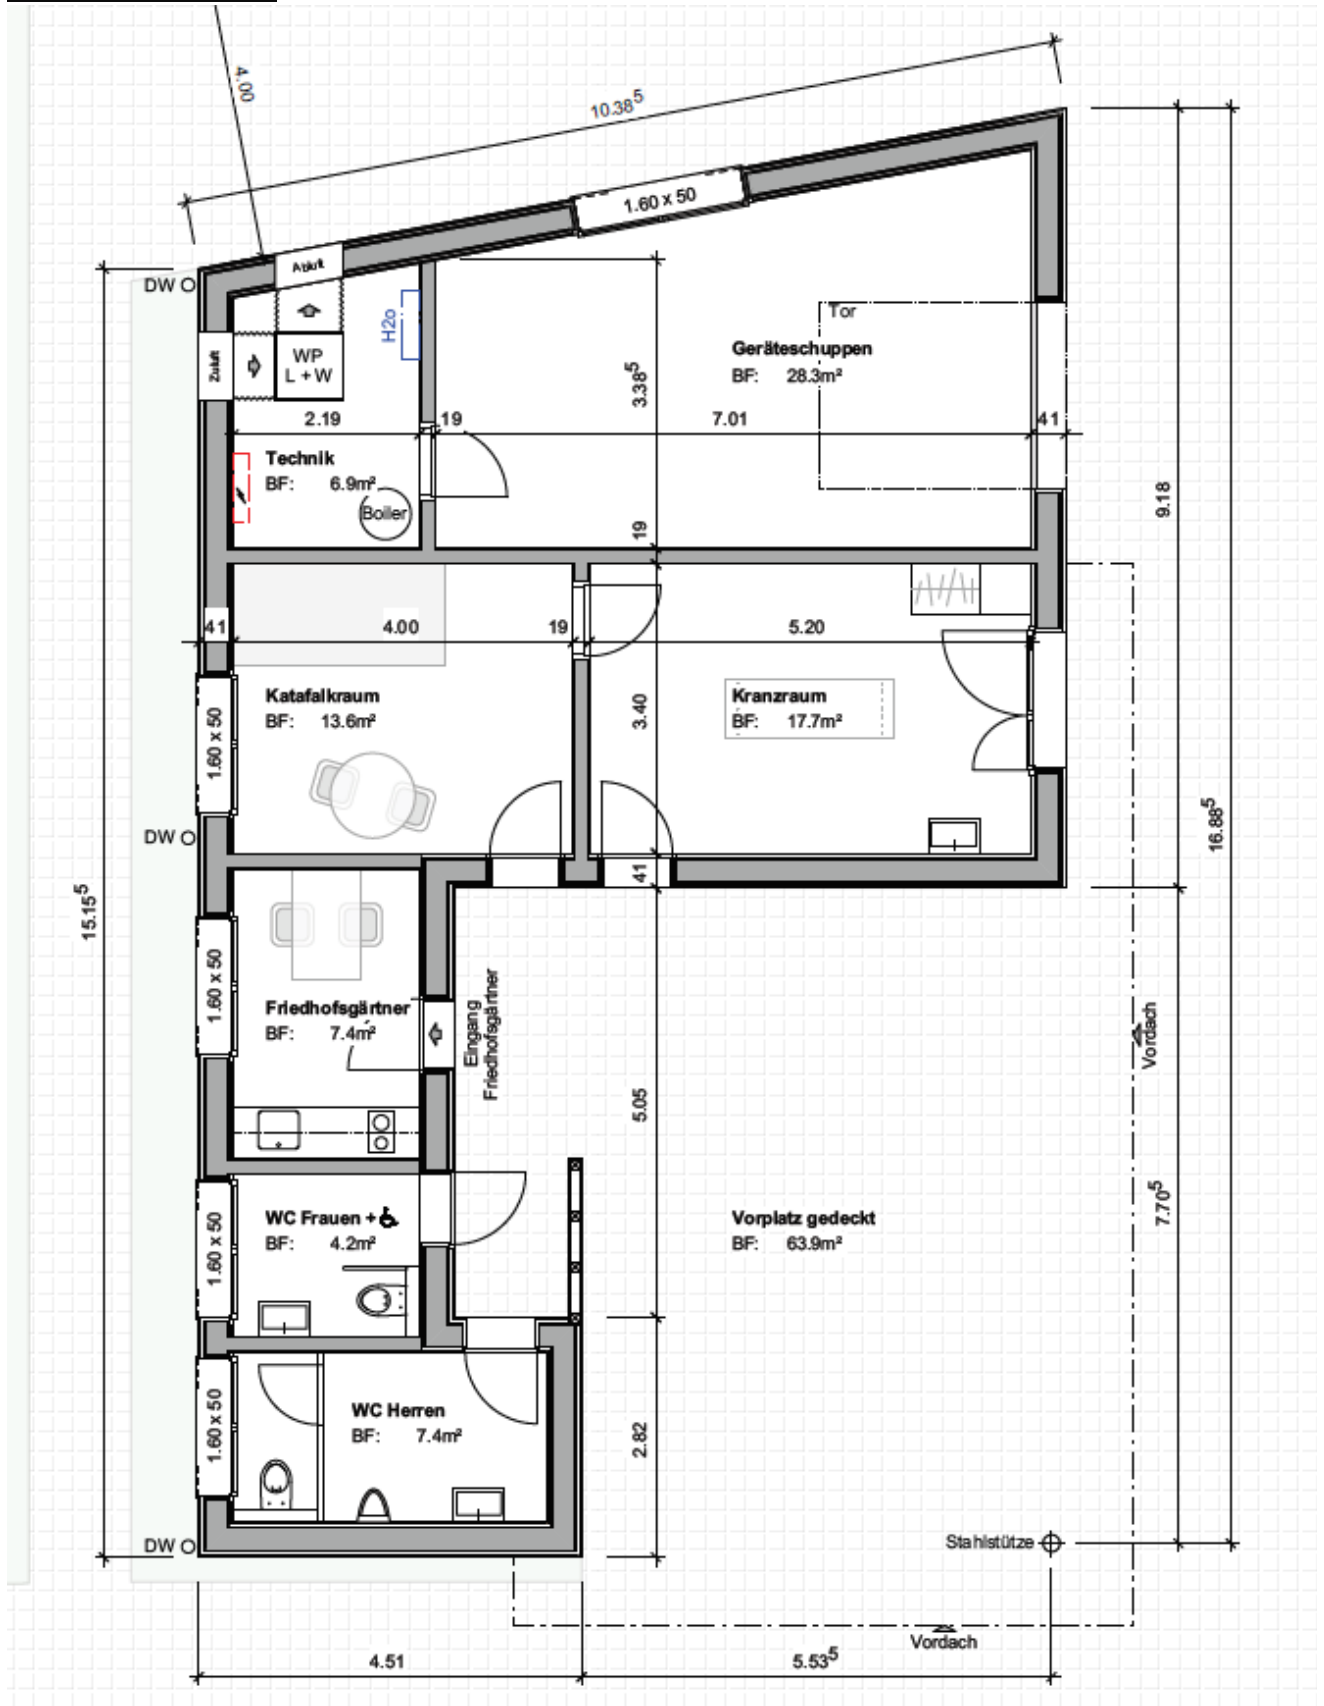 4.00
10.38⁵
1.60 x 50
Abluft
DW
Zuluft
WP
L + W
H2o
Tor
Geräteschuppen
BF: 28.3m²
3.38⁵
2.19
19
7.01
41
Technik
BF: 6.9m²
Boiler
19
9.18
41
4.00
19
5.20
Katafalkraum
BF: 13.6m²
3.40
Kranzraum
BF: 17.7m²
1.60 x 50
DW
16.88⁵
41
15.15⁵
1.60 x 50
Friedhofsgärtner
BF: 7.4m²
Eingang
Friedhofsgärtner
Vordach
5.05
WC Frauen +
BF: 4.2m²
1.60 x 50
Vorplatz gedeckt
BF: 63.9m²
7.70⁵
WC Herren
BF: 7.4m²
1.60 x 50
2.82
DW
Stahlstütze
Vordach
4.51
5.53⁵